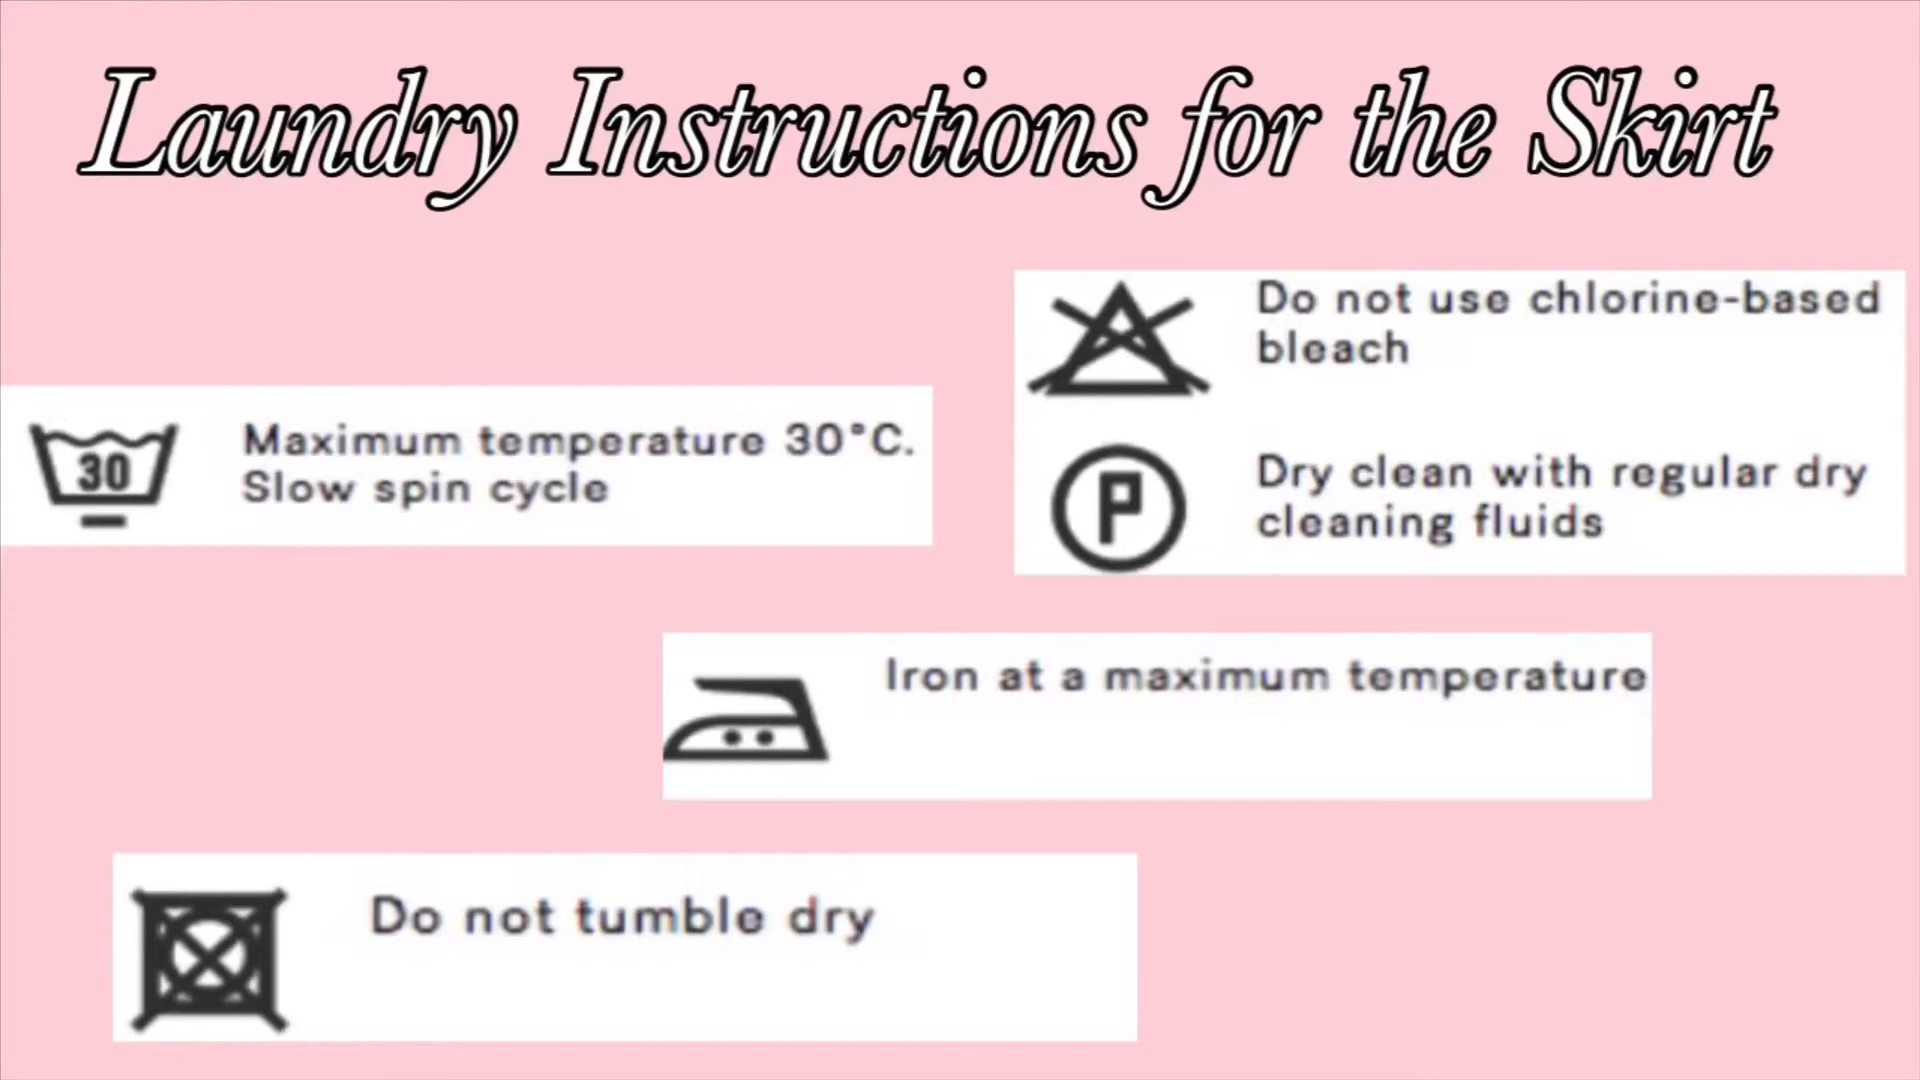 Laundry Instructions for the Skirt
30
Maximum temperature 30°C.
Slow spin cycle
Do not use chlorine-based
bleach
P
Dry clean with regular dry
cleaning fluids
Iron at a maximum temperature
Do not tumble dry